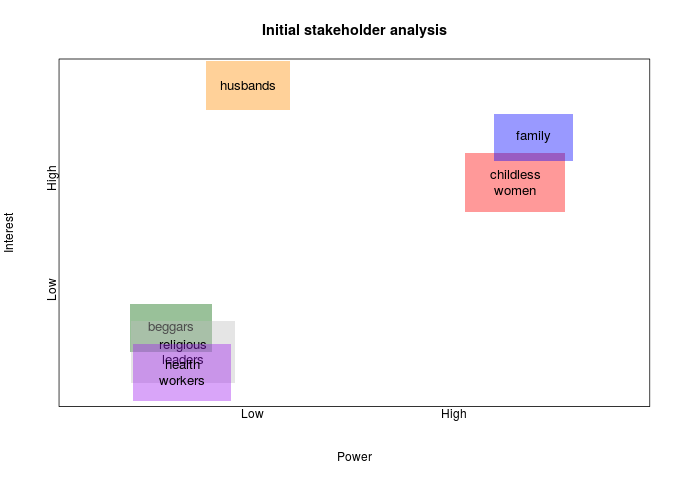 Initial stakeholder analysis
husbands
family
childless
women
High
Interest
Low
beggars
religious
leaders
health
workers
Low
High
Power